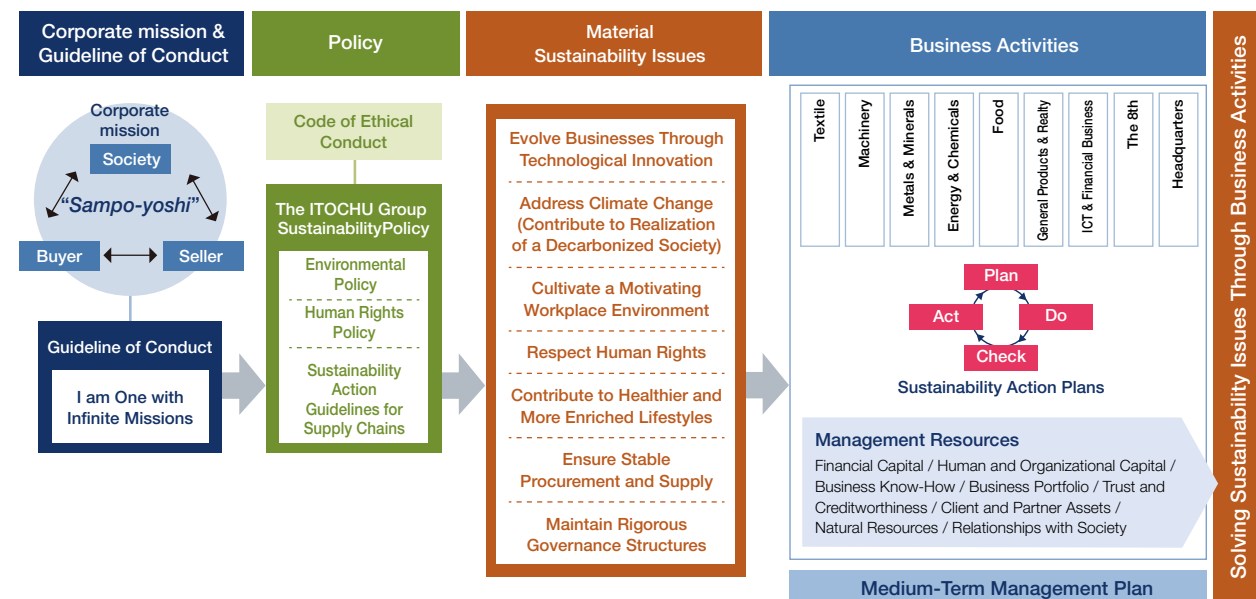 Corporate mission &
Guideline of Conduct
Policy
Material
Sustainability Issues
Business Activities
Corporate
mission
Society
“Sampo-yoshi”
Buyer
Seller
Guideline of Conduct
I am One with
Infinite Missions
Code of Ethical
Conduct
The ITOCHU Group
SustainabilityPolicy
Environmental
Policy
Human Rights
Policy
Sustainability
Action
Guidelines for
Supply Chains
Evolve Businesses Through
Technological Innovation
Address Climate Change
(Contribute to Realization
of a Decarbonized Society)
Cultivate a Motivating
Workplace Environment
Respect Human Rights
Contribute to Healthier and
More Enriched Lifestyles
Ensure Stable
Procurement and Supply
Maintain Rigorous
Governance Structures
Textile
Machinery
Metals & Minerals
Energy & Chemicals
Food
General Products & Realty
ICT & Financial Business
The 8th
Headquarters
Plan
Act
Do
Check
Sustainability Action Plans
Management Resources
Financial Capital / Human and Organizational Capital /
Business Know-How / Business Portfolio / Trust and
Creditworthiness / Client and Partner Assets /
Natural Resources / Relationships with Society
Medium-Term Management Plan
Solving Sustainability Issues Through Business Activities